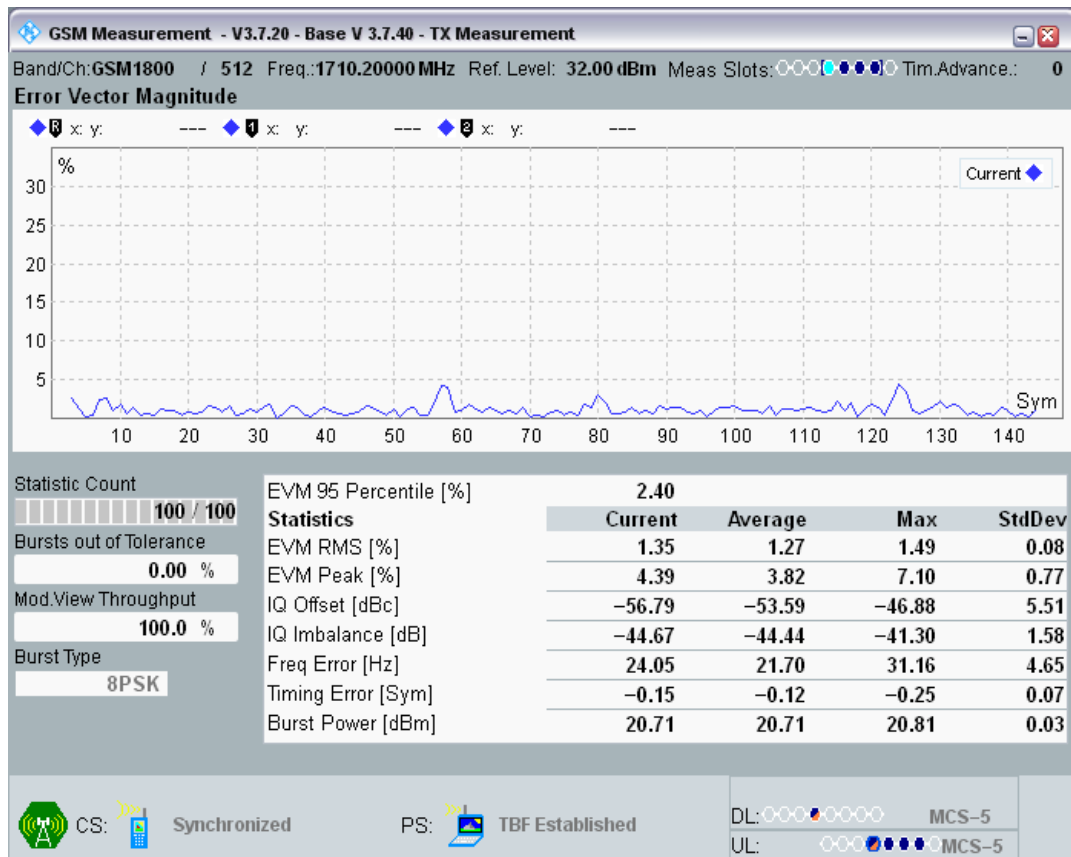 GSM Measurement - V3.7.20 - Base V 3.7.40 - TX Measurement
Band/Ch:GSM1800 / 512 Freq.:1710.20000 MHz Ref. Level: 32.00 dBm Meas Slots: Tim.Advance.: 0
Error Vector Magnitude
R x: y: --- 1 x: y: --- 2 x: y: ---
%
Current
30
25
20
15
10
5
Sym
10 20 30 40 50 60 70 80 90 100 110 120 130 140
Statistic Count
100 / 100
Bursts out of Tolerance
0.00 %
Mod.View Throughput
100.0 %
Burst Type
8PSK
EVM 95 Percentile [%] 2.40
Statistics Current Average Max StdDev
EVM RMS [%] 1.35 1.27 1.49 0.08
EVM Peak [%] 4.39 3.82 7.10 0.77
IQ Offset [dBc] −56.79 −53.59 −46.88 5.51
IQ Imbalance [dB] −44.67 −44.44 −41.30 1.58
Freq Error [Hz] 24.05 21.70 31.16 4.65
Timing Error [Sym] −0.15 −0.12 −0.25 0.07
Burst Power [dBm] 20.71 20.71 20.81 0.03
CS: Synchronized PS: TBF Established
DL: MCS−5
UL: MCS−5